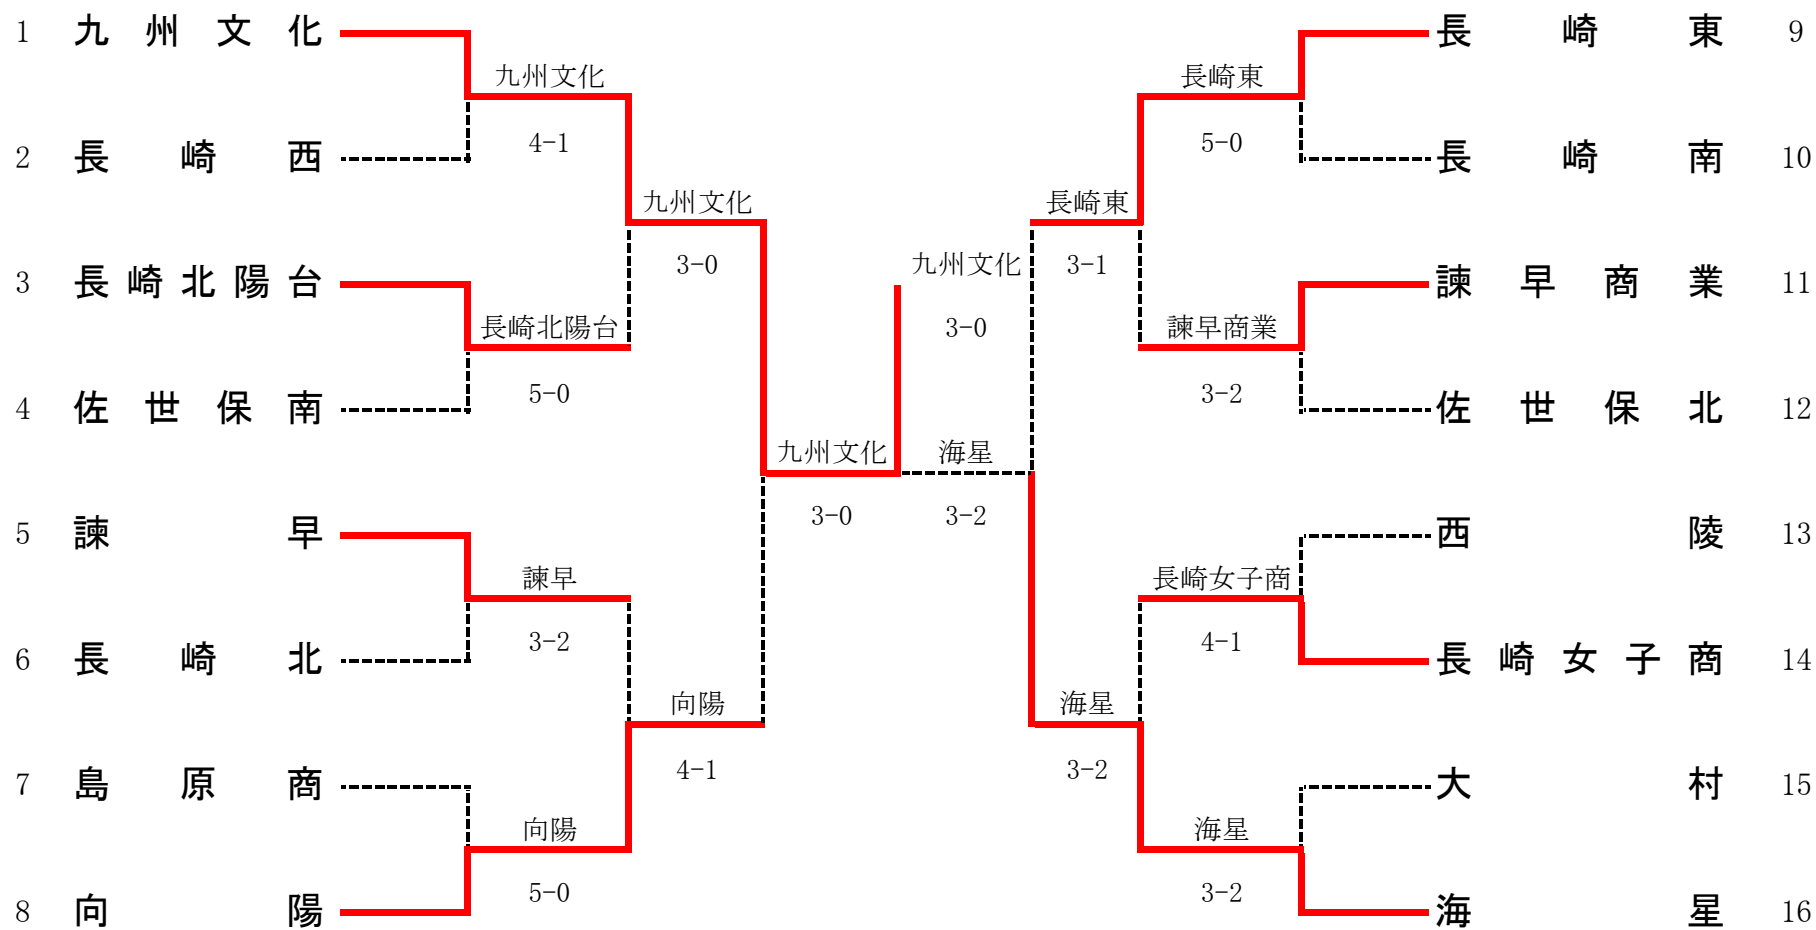 1 九州文化 長崎東 9
九州文化 長崎東
4-1 5-0
2 長崎西 長崎南 10
九州文化 長崎東
3-0 九州文化 3-1
3 長崎北陽台 諫早商業 11
長崎北陽台 3-0 諫早商業
5-0 3-2
4 佐世保南 佐世保北 12
九州文化 海星
3-0 3-2
5 諫早 西陵 13
諫早 長崎女子商
3-2 4-1
6 長崎北 長崎女子商 14
向陽 海星
4-1 3-2
7 島原商 大村 15
向陽 海星
5-0 3-2
8 向陽 海星 16